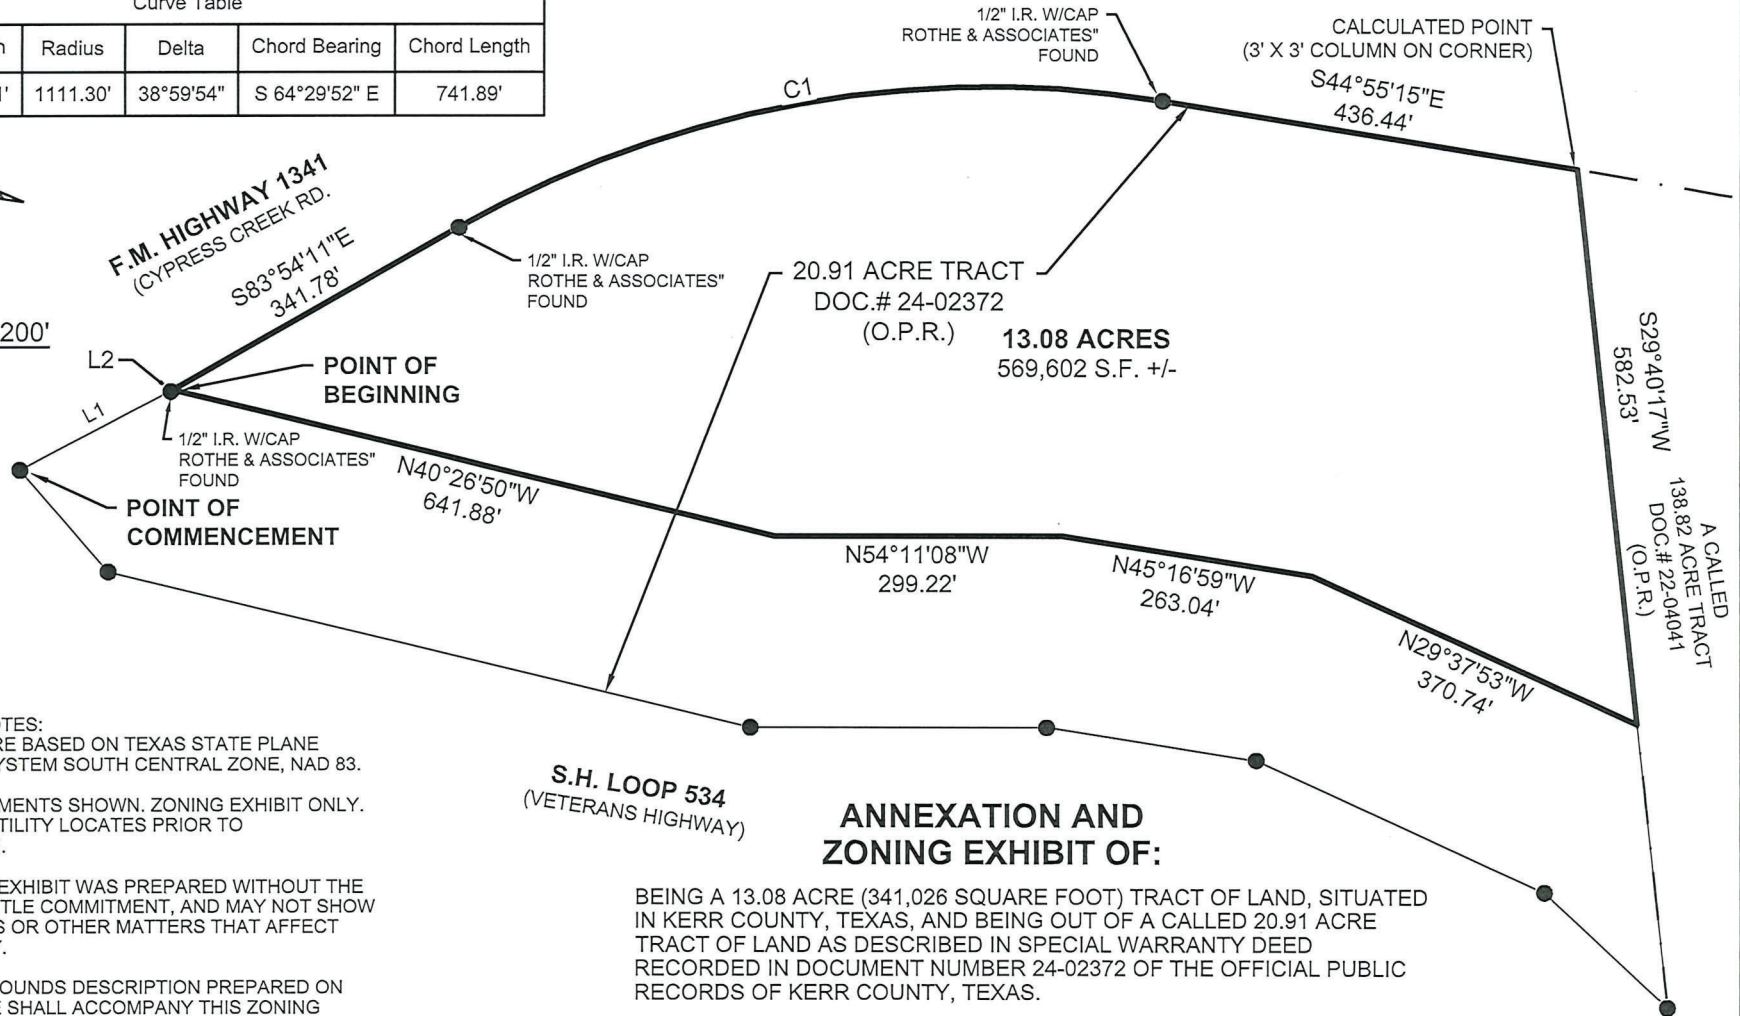 Curve Table
Radius Delta Chord Bearing Chord Length
1111.30' 38°59'54" S 64°29'52" E 741.89'
1/2" I.R. W/CAP
ROTHE & ASSOCIATES"
FOUND
CALCULATED POINT
(3' X 3' COLUMN ON CORNER)
S44°55'15"E
436.44'
C1
F.M. HIGHWAY 1341
(CYPRESS CREEK RD.
S83°54'11"E
341.78'
1/2" I.R. W/CAP
ROTHE & ASSOCIATES"
FOUND
20.91 ACRE TRACT
DOC.# 24-02372
(O.P.R.)
13.08 ACRES
569,602 S.F. +/-
S29°40'17"W
582.53'
200'
L2
POINT OF
BEGINNING
L1
1/2" I.R. W/CAP
ROTHE & ASSOCIATES"
FOUND
POINT OF
COMMENCEMENT
N40°26'50"W
641.88'
N54°11'08"W
299.22'
N45°16'59"W
263.04'
N29°37'53"W
370.74'
A CALLED
138.82 ACRE TRACT
DOC.# 22-04041
(O.P.R.)
S.H. LOOP 534
(VETERANS HIGHWAY)
OTES:
RE BASED ON TEXAS STATE PLANE
YSTEM SOUTH CENTRAL ZONE, NAD 83.
MENTS SHOWN. ZONING EXHIBIT ONLY.
TILITY LOCATES PRIOR TO
EXHIBIT WAS PREPARED WITHOUT THE
TLE COMMITMENT, AND MAY NOT SHOW
S OR OTHER MATTERS THAT AFFECT
OUNDS DESCRIPTION PREPARED ON
E SHALL ACCOMPANY THIS ZONING
ANNEXATION AND
ZONING EXHIBIT OF:
BEING A 13.08 ACRE (341,026 SQUARE FOOT) TRACT OF LAND, SITUATED
IN KERR COUNTY, TEXAS, AND BEING OUT OF A CALLED 20.91 ACRE
TRACT OF LAND AS DESCRIBED IN SPECIAL WARRANTY DEED
RECORDED IN DOCUMENT NUMBER 24-02372 OF THE OFFICIAL PUBLIC
RECORDS OF KERR COUNTY, TEXAS.